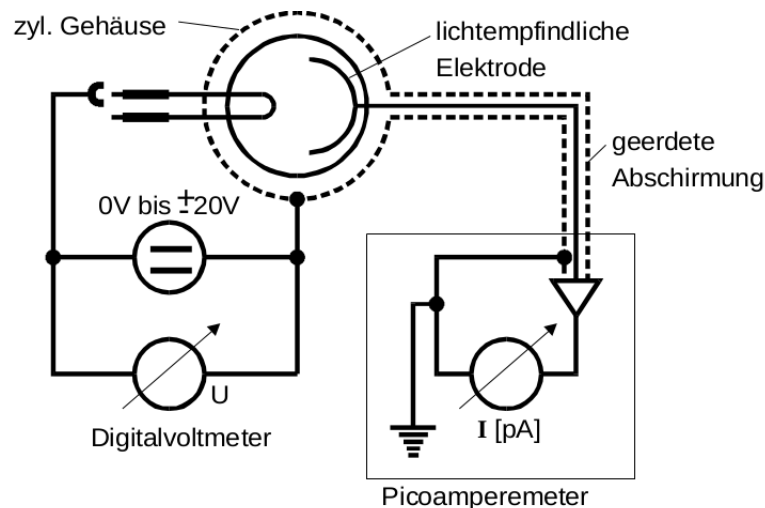 zyl. Gehäuse
lichtempfindliche
Elektrode
geerdete
Abschirmung
0V bis ±20V
U
Digitalvoltmeter
I [pA]
Picoamperemeter